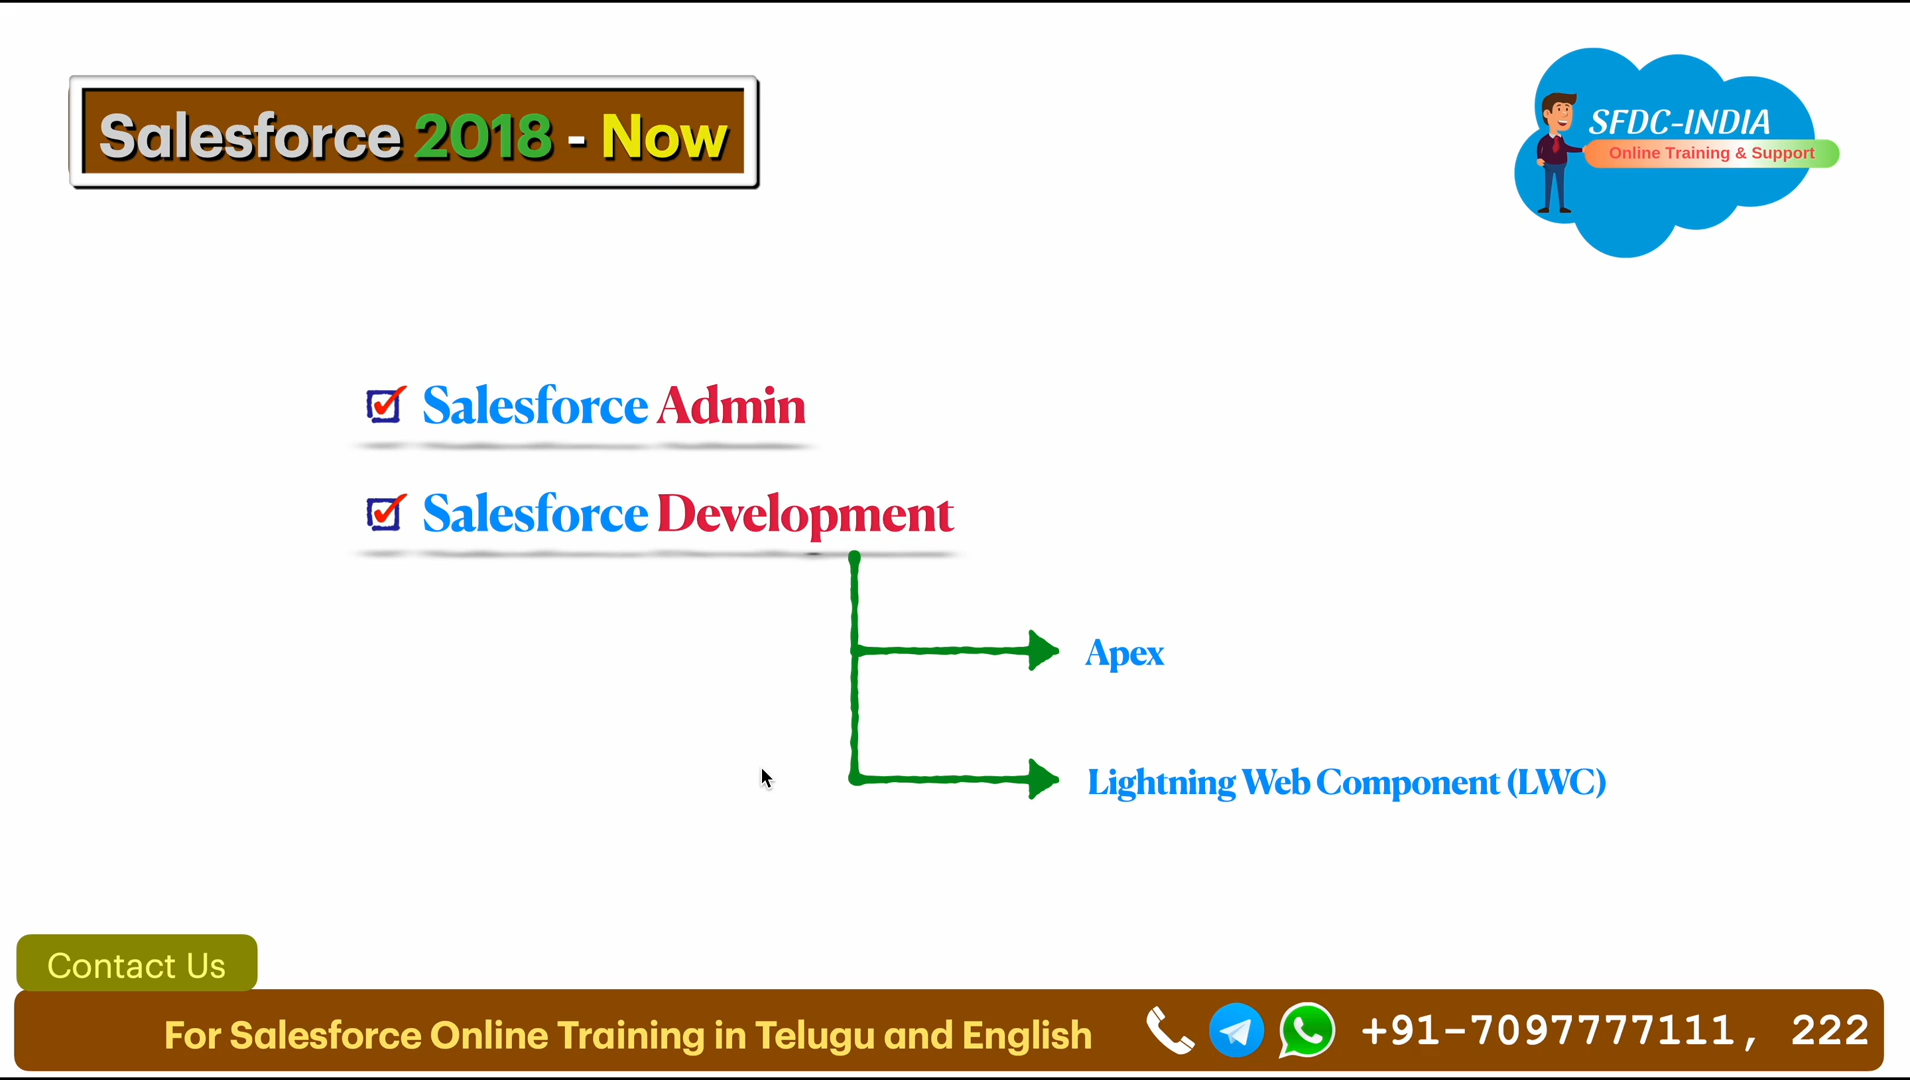 Salesforce 2018 - Now
SFDC-INDIA
Online Training & Support
Salesforce Admin
Salesforce Development
Apex
Lightning Web Component (LWC)
Contact Us
For Salesforce Online Training in Telugu and English
+91-7097777111, 222